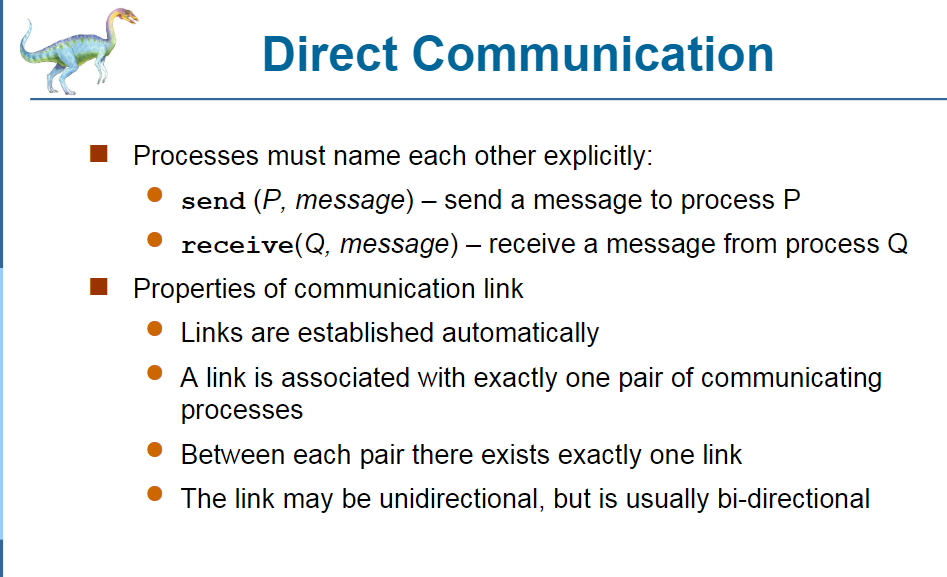 Direct Communication
Processes must name each other explicitly:
send (P, message) – send a message to process P
receive(Q, message) – receive a message from process Q
Properties of communication link
Links are established automatically
A link is associated with exactly one pair of communicating
processes
Between each pair there exists exactly one link
The link may be unidirectional, but is usually bi-directional